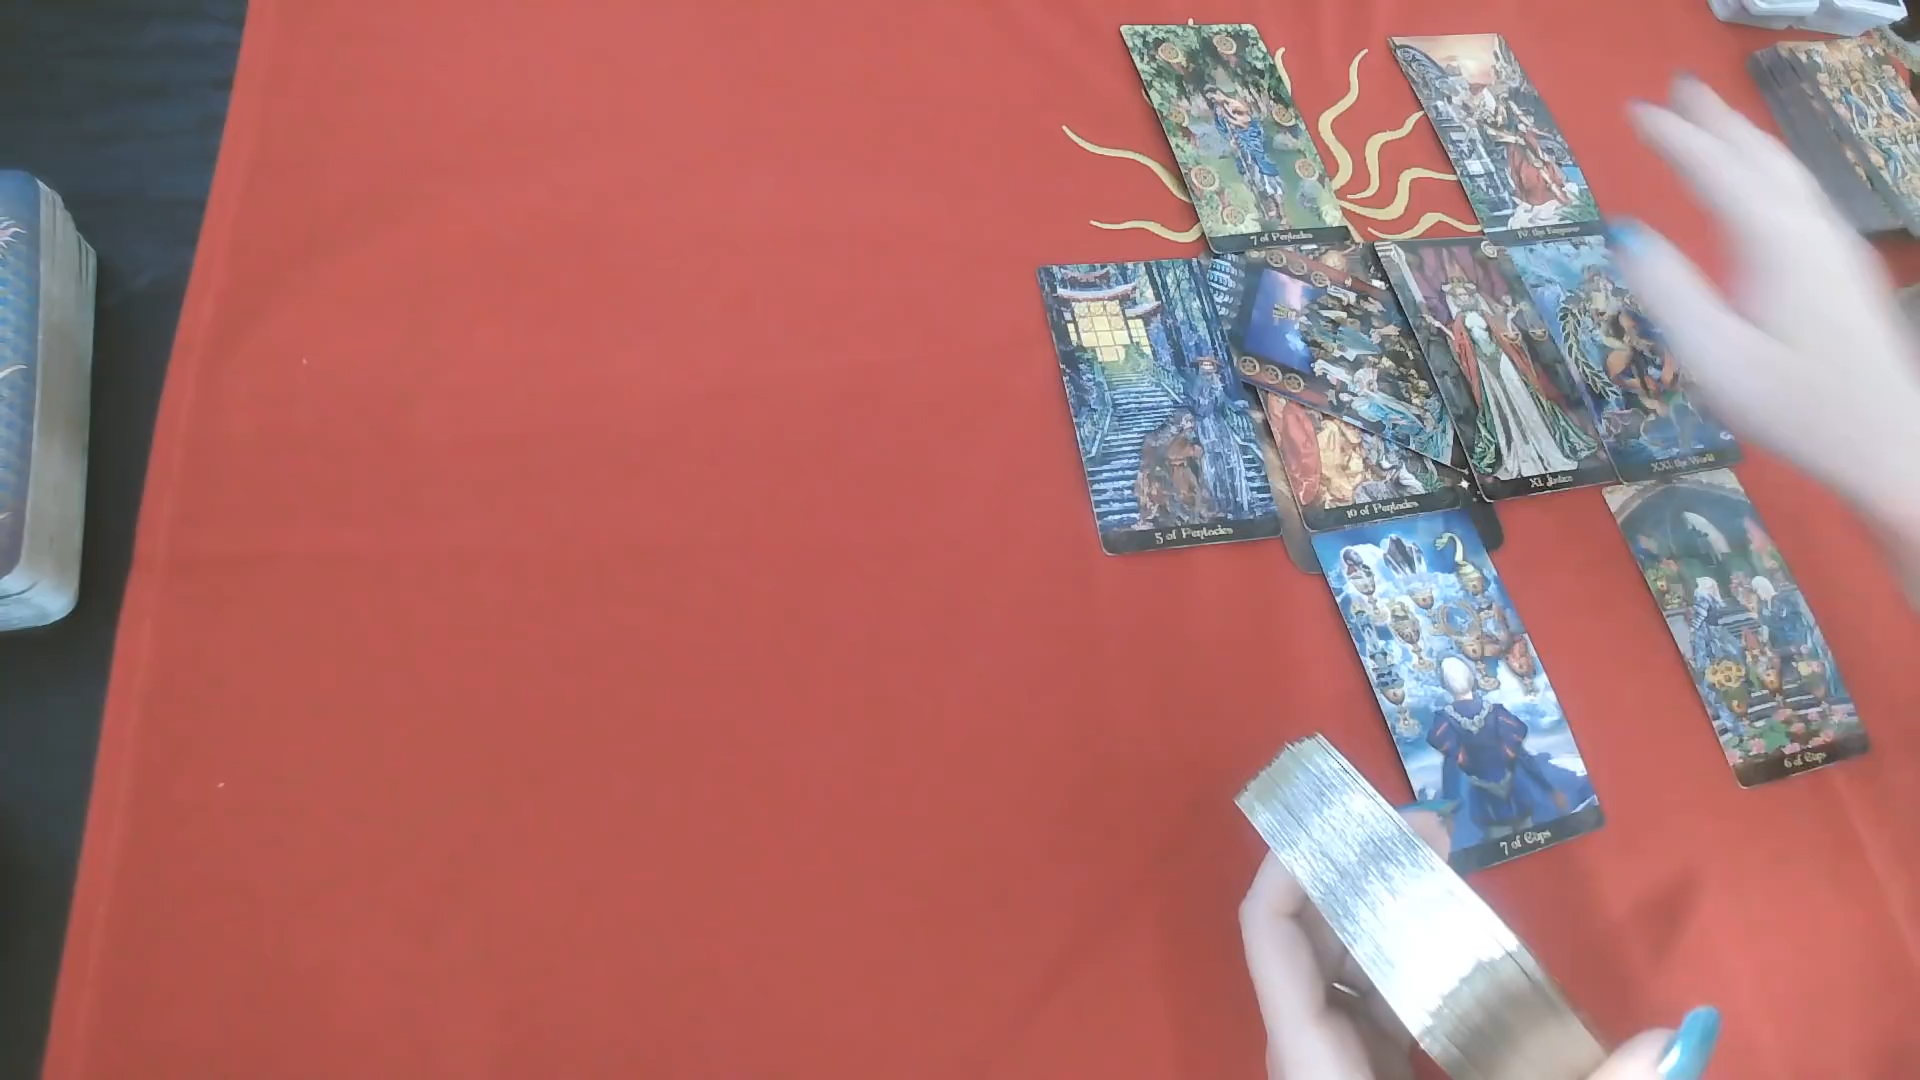 7 of Pentacles
IV. the Emperor
XXI. the World
XI. Justice
10 of Pentacles
5 of Pentacles
6 of Cups
7 of Cups